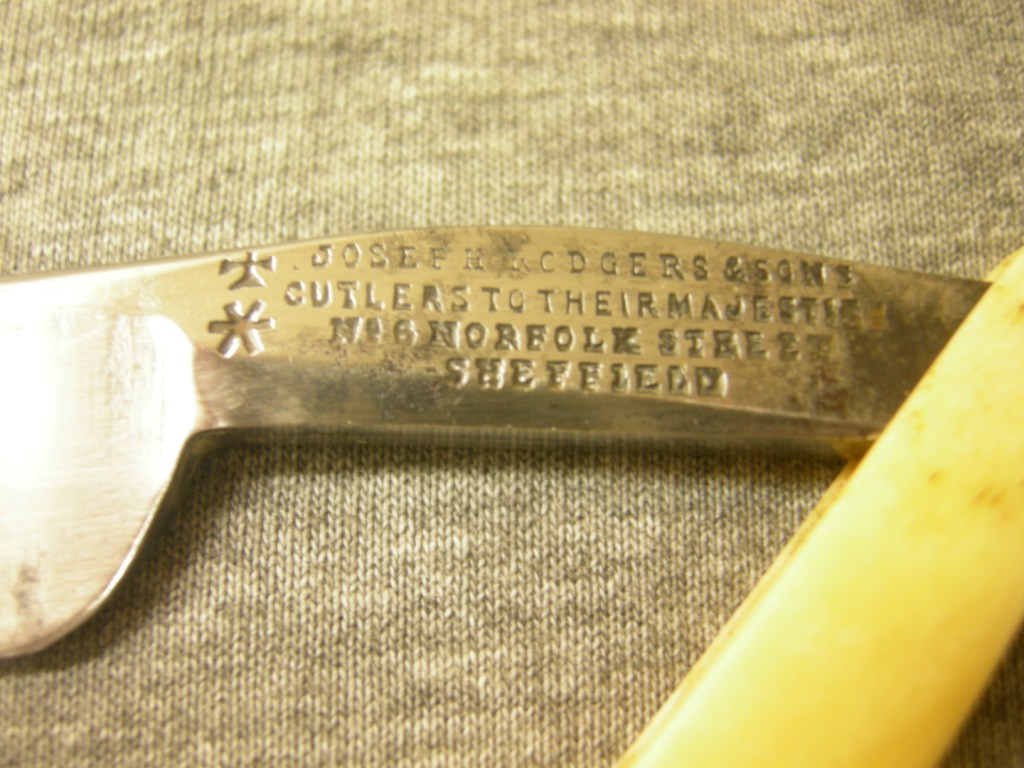 JOSEPH RODGERS & SONS
CUTLERS TO THEIR MAJESTIES
No 6 NORFOLK STREET
SHEFFIELD